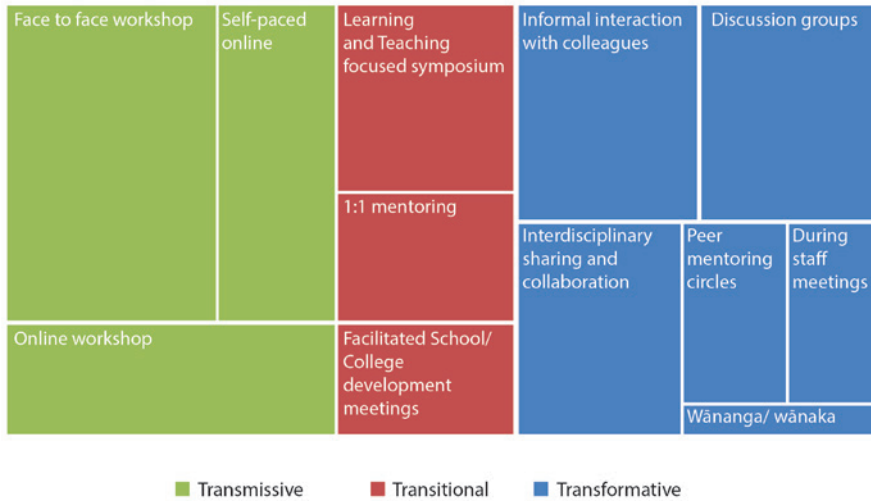 Face to face workshop
Self-paced
online
Learning
and Teaching
focused symposium
Informal interaction
with colleagues
Discussion groups
1:1 mentoring
Interdisciplinary
sharing and
collaboration
Peer
mentoring
circles
During
staff
meetings
Online workshop
Facilitated School/
College
development
meetings
Wānanga/ wānaka
Transmissive
Transitional
Transformative